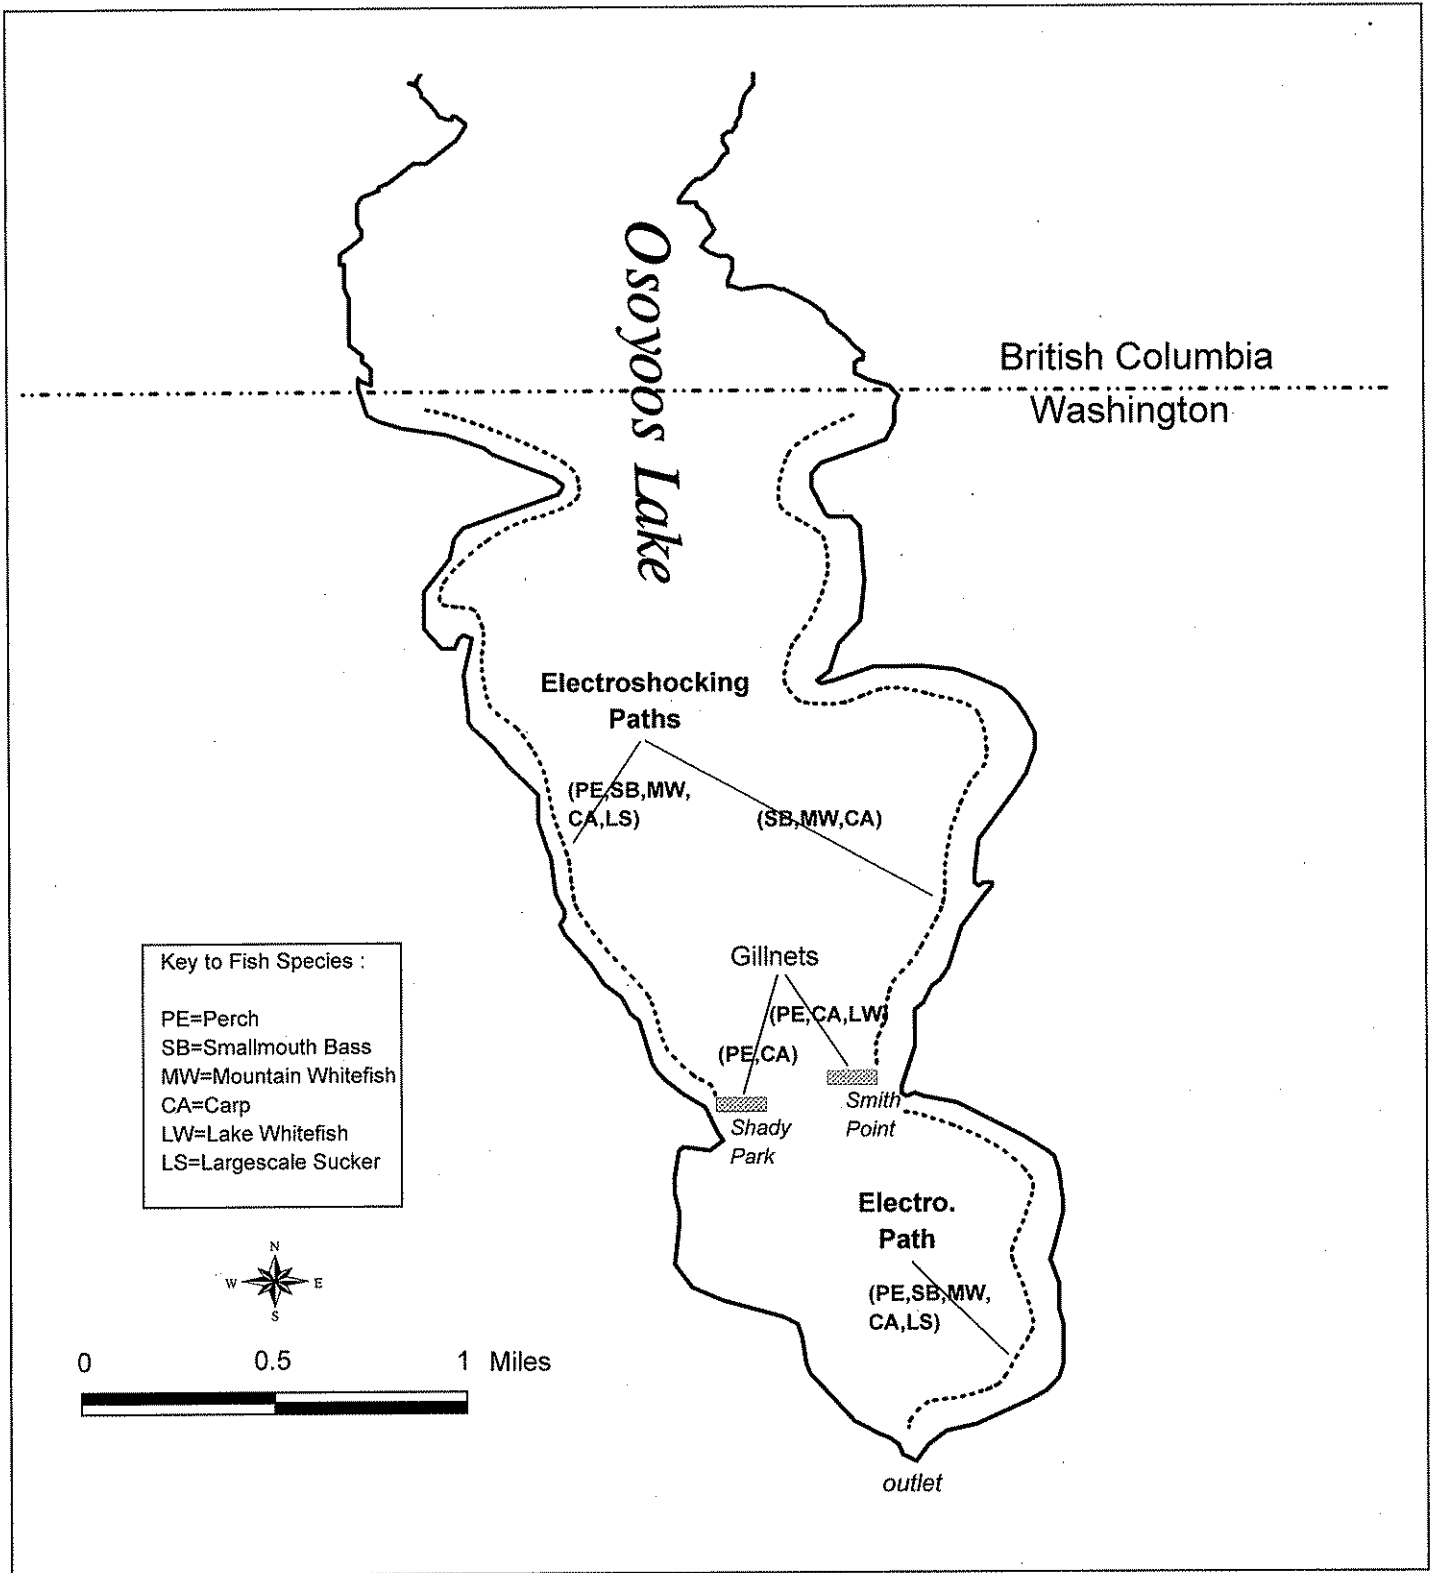 Osoyoos Lake
British Columbia
Washington
Electroshocking
Paths
(PE,SB,MW,
CA,LS)
(SB,MW,CA)
Gillnets
(PE,CA,LW)
(PE,CA)
Smith
Point
Shady
Park
Key to Fish Species :
PE=Perch
SB=Smallmouth Bass
MW=Mountain Whitefish
CA=Carp
LW=Lake Whitefish
LS=Largescale Sucker
Electro.
Path
(PE,SB,MW,
CA,LS)
N
W E
S
0 0.5 1 Miles
outlet